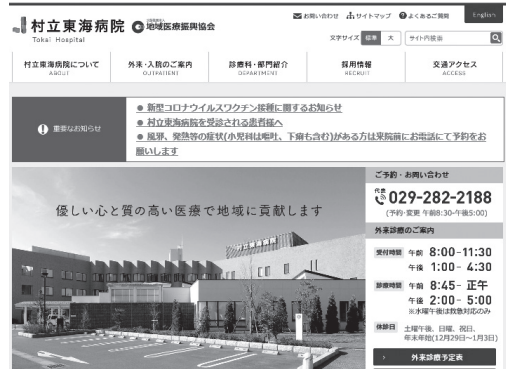 村立東海病院
Tokai Hospital
地域医療振興協会
お問い合わせ サイトマップ よくあるご質問 English
文字サイズ 標準 大 サイト内検索
村立東海病院について
ABOUT
外来・入院のご案内
OUTPATIENT
診療科・部門紹介
DEPARTMENT
採用情報
RECRUIT
交通アクセス
ACCESS
重要なお知らせ
● 新型コロナウイルスワクチン接種に関するお知らせ
● 村立東海病院を受診される患者様へ
● 風邪、発熱等の症状(小児科は嘔吐、下痢も含む)がある方は来院前にお電話にて予約をお
願いします
優しい心と質の高い医療で地域に貢献します
村立東海病院
ご予約・お問い合わせ
代表 029-282-2188
(予約・変更 午前8:30-午後5:00)
外来診療のご案内
受付時間 午前 8:00-11:30
午後 1:00- 4:30
診療時間 午前 8:45- 正午
午後 2:00- 5:00
※水曜午後は救急対応のみ
休診日 土曜午後、日曜、祝日、
年末年始(12月29日~1月3日)
外来診療予定表